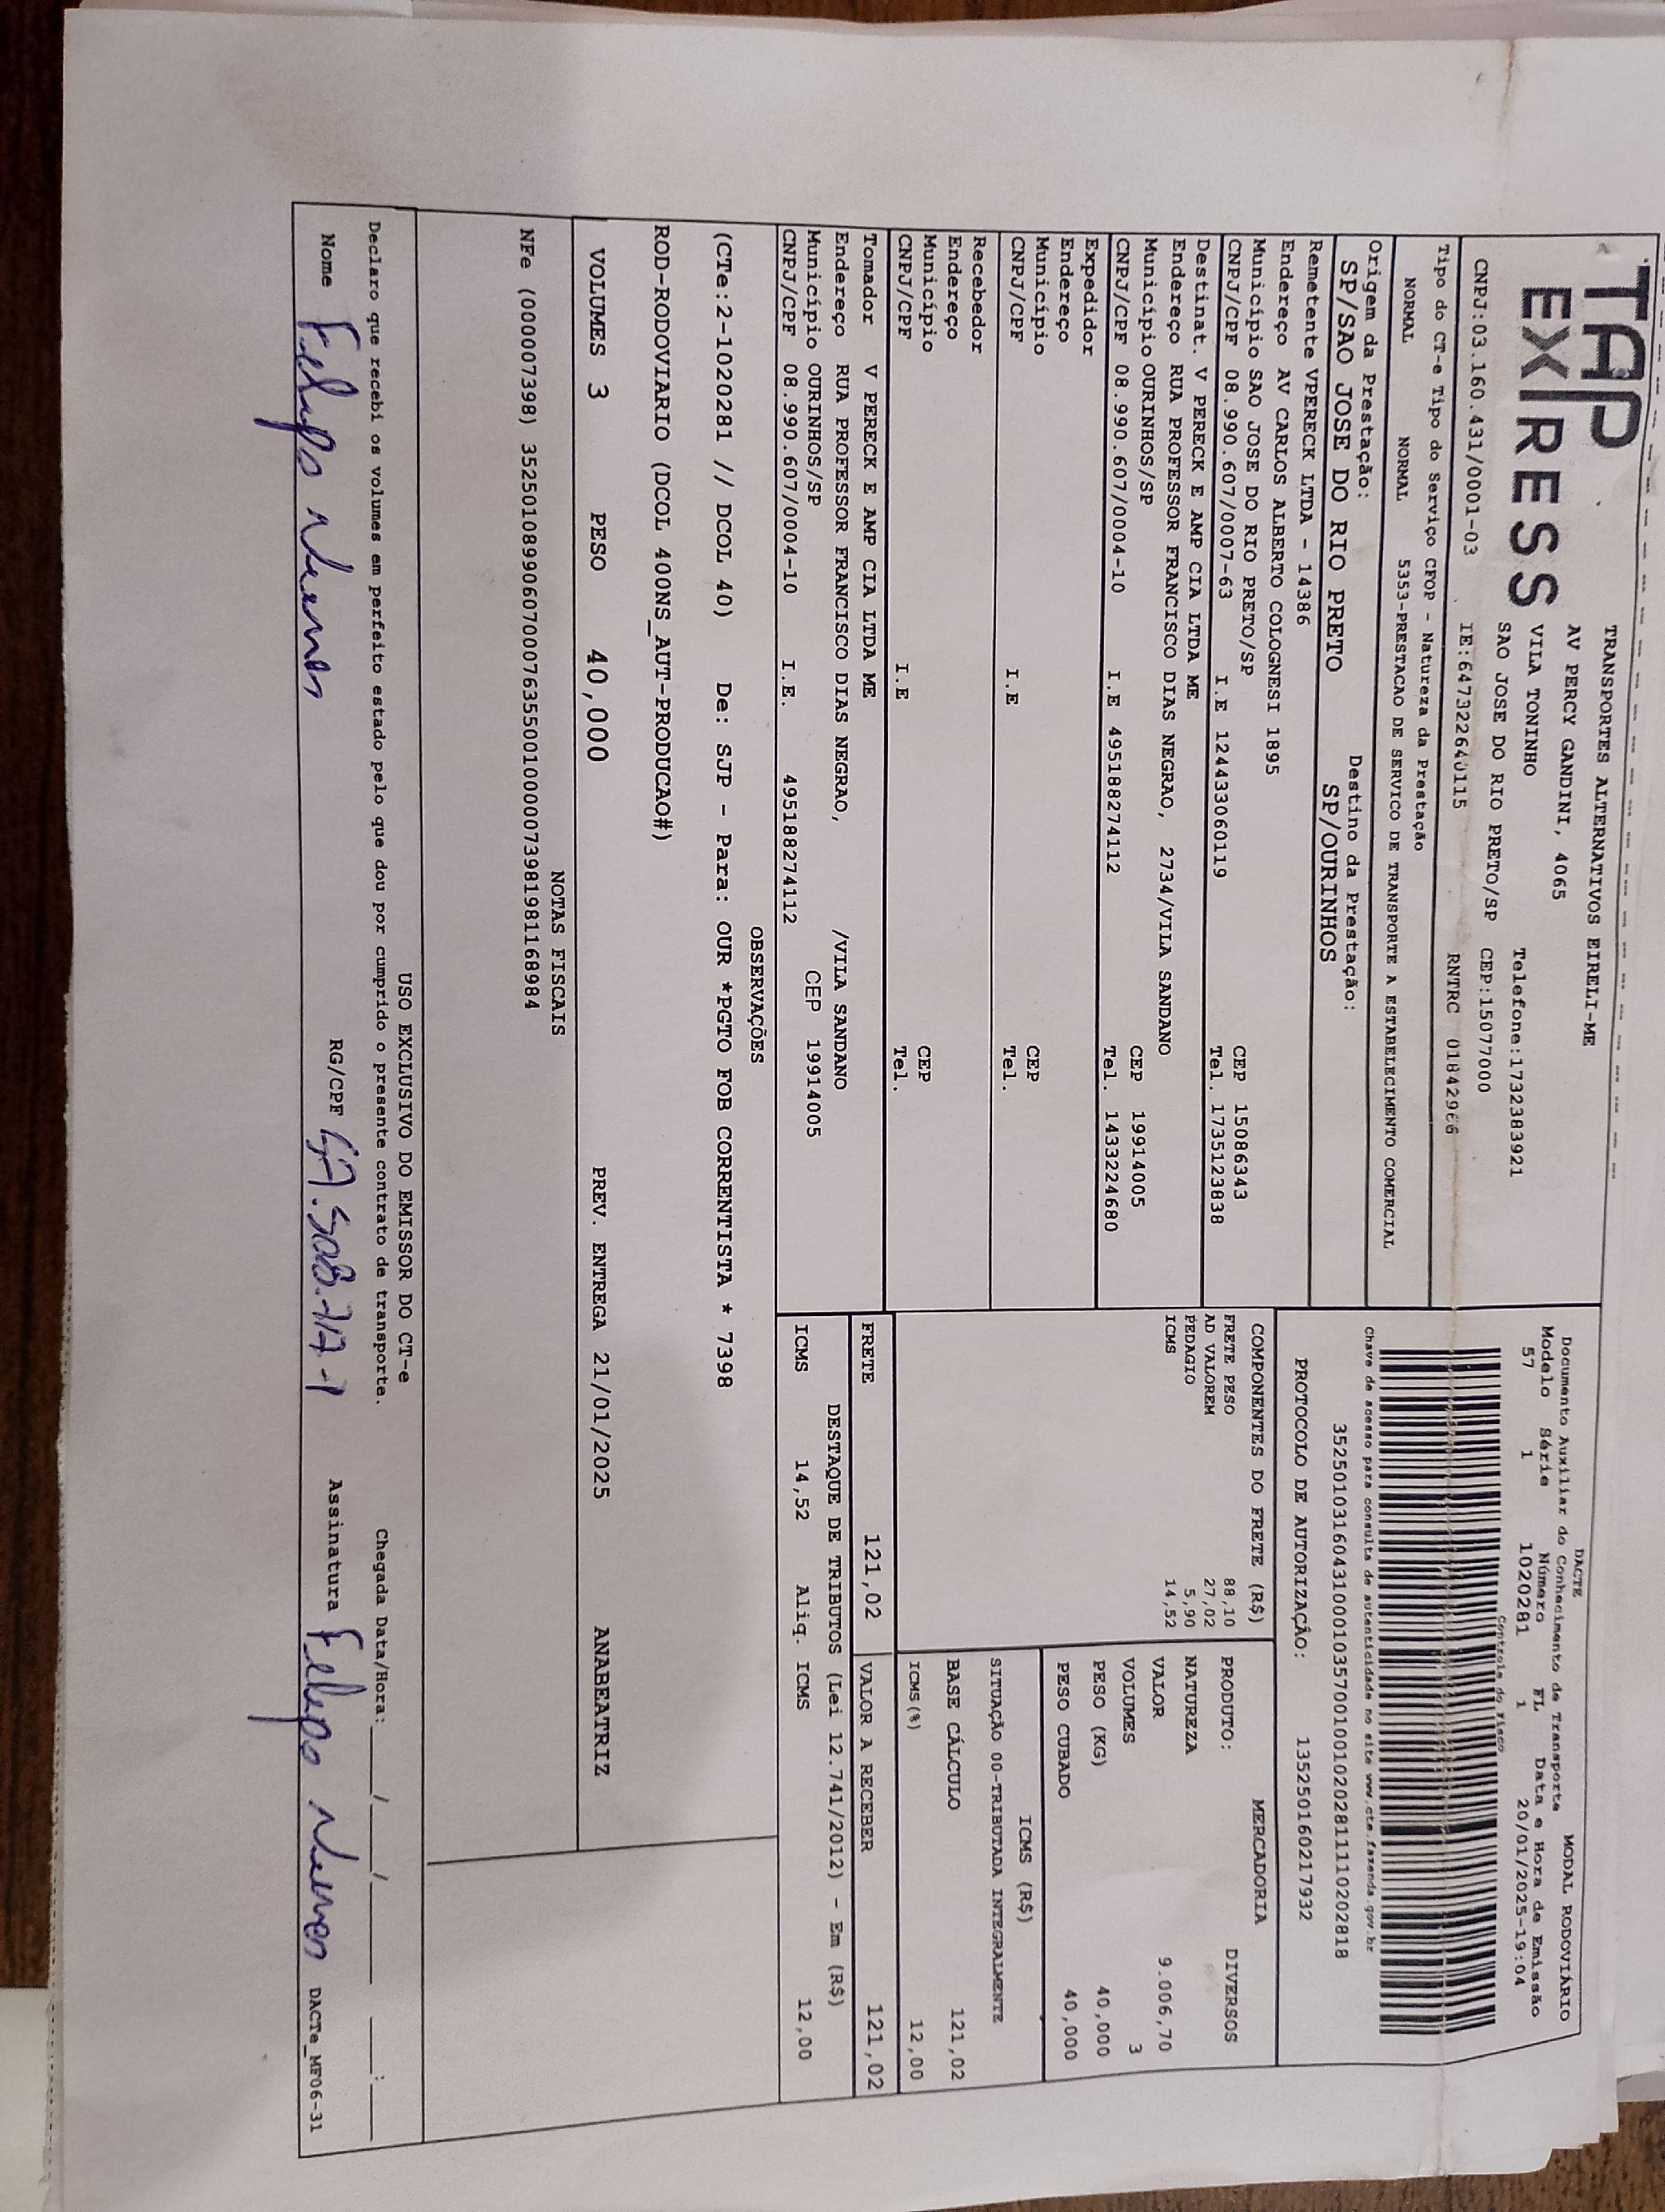 TAP EXPRESS
TRANSPORTES ALTERNATIVOS EIRELI-ME
AV PERCY GANDINI, 4065
VILA TONINHO Telefone:1732383921
SAO JOSE DO RIO PRETO/SP CEP:15077000
CNPJ:03.160.431/0001-03 IE:647322640115 RNTRC 01842966
DACTE
Documento Auxiliar do Conhecimento de Transporte MODAL RODOVIÁRIO
Modelo Série Número FL Data e Hora de Emissão
57 1 1020281 1 20/01/2025-19:04
Controle do Fisco
Tipo do CT-e Tipo do Serviço CFOP - Natureza da Prestação
NORMAL NORMAL 5353-PRESTACAO DE SERVICO DE TRANSPORTE A ESTABELECIMENTO COMERCIAL
Chave de acesso para consulta de autenticidade no site www.cte.fazenda.gov.br
Origem da Prestação: Destino da Prestação:
SP/SAO JOSE DO RIO PRETO SP/OURINHOS
PROTOCOLO DE AUTORIZAÇÃO: 135250160217932
Remetente VPERECK LTDA - 14386
Endereço AV CARLOS ALBERTO COLOGNESI 1895
Município SAO JOSE DO RIO PRETO/SP CEP 15086343
CNPJ/CPF 08.990.607/0007-63 I.E 124433060119 Tel. 1735123838
Destinat. V PERECK E AMP CIA LTDA ME
Endereço RUA PROFESSOR FRANCISCO DIAS NEGRAO, 2734/VILA SANDANO
Município OURINHOS/SP CEP 19914005
CNPJ/CPF 08.990.607/0004-10 I.E 495188274112 Tel. 1433224680
Expedidor
Endereço
Município CEP
CNPJ/CPF I.E Tel.
Recebedor
Endereço
Município CEP
CNPJ/CPF I.E Tel.
Tomador V PERECK E AMP CIA LTDA ME
Endereço RUA PROFESSOR FRANCISCO DIAS NEGRAO, /VILA SANDANO
Município OURINHOS/SP CEP 19914005
CNPJ/CPF 08.990.607/0004-10 I.E. 495188274112
COMPONENTES DO FRETE (R$)
FRETE PESO 88,10
AD VALOREM 27,02
PEDAGIO 5,90
ICMS 14,52
MERCADORIA
PRODUTO: DIVERSOS
NATUREZA
VALOR 9.006,70
VOLUMES 3
PESO (KG) 40,000
PESO CUBADO 40,000
ICMS (R$)
SITUAÇÃO 00-TRIBUTADA INTEGRALMENTE
BASE CÁLCULO 121,02
ICMS(%) 12,00
FRETE 121,02 VALOR A RECEBER 121,02
DESTAQUE DE TRIBUTOS (Lei 12.741/2012) - Em (R$)
ICMS 14,52 Aliq. ICMS 12,00
OBSERVAÇÕES
(CTe:2-1020281 // DCOL 40) De: SJP - Para: OUR *PGTO FOB CORRENTISTA * 7398
ROD-RODOVIARIO (DCOL 400NS_AUT-PRODUCAO#)
VOLUMES 3 PESO 40,000 PREV. ENTREGA 21/01/2025 ANABEATRIZ
NOTAS FISCAIS
NFe (000007398) 35250108990607000763550010000073981981168984
USO EXCLUSIVO DO EMISSOR DO CT-e
Declaro que recebi os volumes em perfeito estado pelo que dou por cumprido o presente contrato de transporte. Chegada Data/Hora: ____/____/______ ____:____
Nome Felipe RG/CPF Assinatura Felipe DACTe_MF06-31